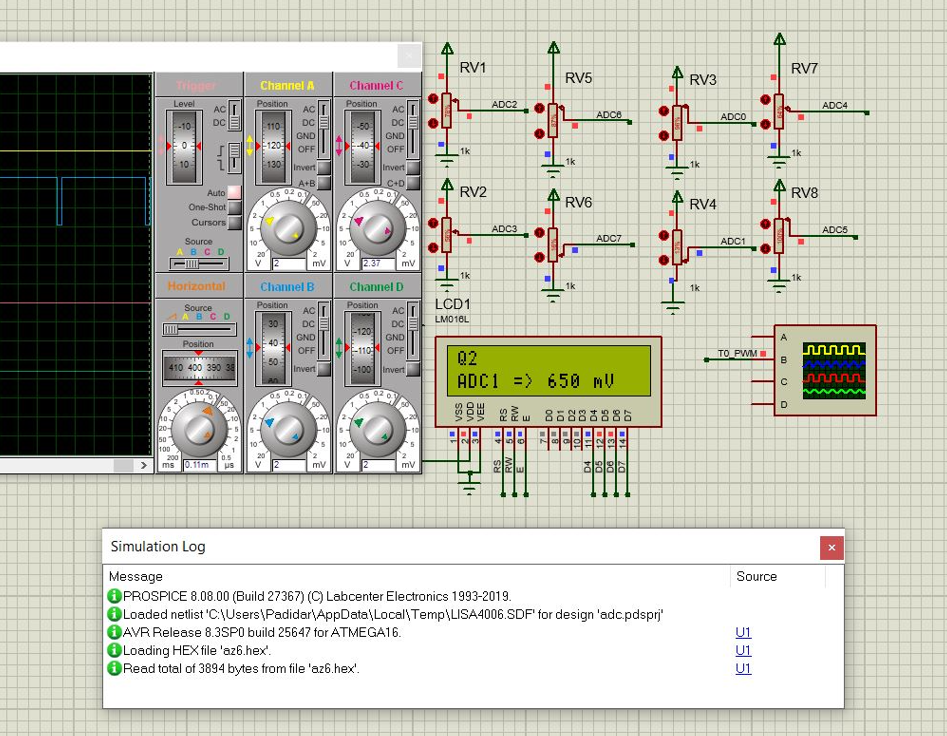 Trigger
Level
AC
DC
-10
0
10
Auto
One-Shot
Cursors
Source
A B C D
Horizontal
Source
A B C D
Position
410 400 390 38
ms
0.11m
µs
Channel A
Position
AC
DC
GND
OFF
Invert
A+B
-110
-120
-130
V
2
mV
Channel C
Position
AC
DC
GND
OFF
Invert
C+D
-50
-40
-30
V
2.37
mV
Channel B
Position
AC
DC
GND
OFF
Invert
30
40
50
V
2
mV
Channel D
Position
AC
DC
GND
OFF
Invert
-120
-110
-100
V
2
mV
RV1
ADC2
1k
RV5
ADC6
1k
RV3
ADC0
1k
RV7
ADC4
1k
RV2
ADC3
1k
RV6
ADC7
1k
RV4
ADC1
1k
RV8
ADC5
1k
LCD1
LM016L
Q2
ADC1 => 650 mV
VSS VDD VEE RS RW E D0 D1 D2 D3 D4 D5 D6 D7
1 2 3 4 5 6 7 8 9 10 11 12 13 14
RS RW E D4 D5 D6 D7
T0_PWM
A
B
C
D
Simulation Log
Message Source
PROSPICE 8.08.00 (Build 27367) (C) Labcenter Electronics 1993-2019.
Loaded netlist 'C:\Users\Padidar\AppData\Local\Temp\LISA4006.SDF' for design 'adc.pdsprj'
AVR Release 8.3SP0 build 25647 for ATMEGA16. U1
Loading HEX file 'az6.hex'. U1
Read total of 3894 bytes from file 'az6.hex'. U1